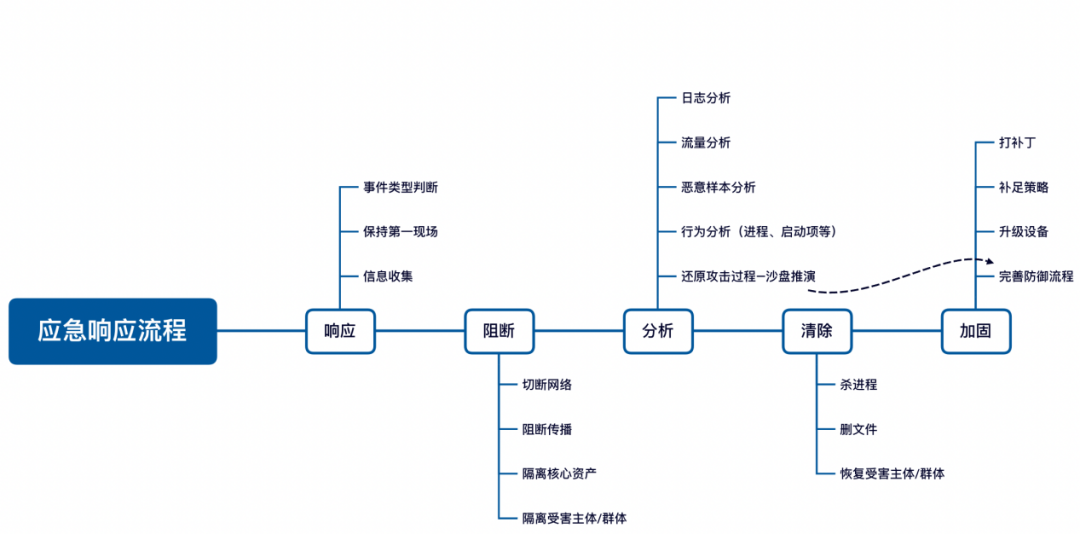 应急响应流程
响应
事件类型判断
保持第一现场
信息收集
阻断
切断网络
阻断传播
隔离核心资产
隔离受害主体/群体
分析
日志分析
流量分析
恶意样本分析
行为分析（进程、启动项等）
还原攻击过程—沙盘推演
清除
杀进程
删文件
恢复受害主体/群体
加固
打补丁
补足策略
升级设备
完善防御流程